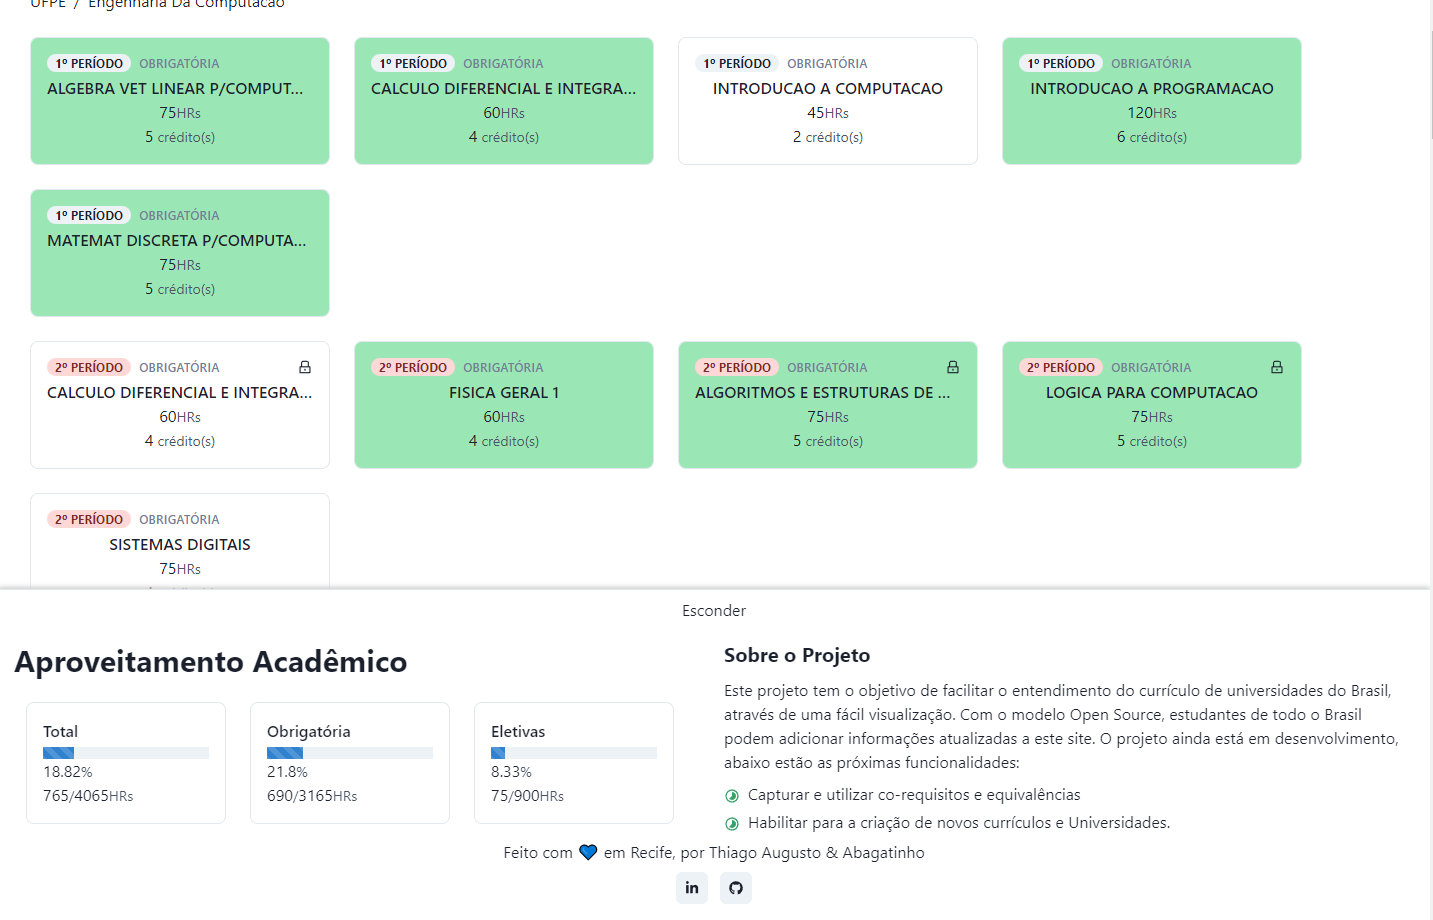 UFPE / Engenharia Da Computacao
1º PERÍODO OBRIGATÓRIA
ALGEBRA VET LINEAR P/COMPUT...
75HRs
5 crédito(s)
1º PERÍODO OBRIGATÓRIA
CALCULO DIFERENCIAL E INTEGRA...
60HRs
4 crédito(s)
1º PERÍODO OBRIGATÓRIA
INTRODUCAO A COMPUTACAO
45HRs
2 crédito(s)
1º PERÍODO OBRIGATÓRIA
INTRODUCAO A PROGRAMACAO
120HRs
6 crédito(s)
1º PERÍODO OBRIGATÓRIA
MATEMAT DISCRETA P/COMPUTA...
75HRs
5 crédito(s)
2º PERÍODO OBRIGATÓRIA
CALCULO DIFERENCIAL E INTEGRA...
60HRs
4 crédito(s)
2º PERÍODO OBRIGATÓRIA
FISICA GERAL 1
60HRs
4 crédito(s)
2º PERÍODO OBRIGATÓRIA
ALGORITMOS E ESTRUTURAS DE ...
75HRs
5 crédito(s)
2º PERÍODO OBRIGATÓRIA
LOGICA PARA COMPUTACAO
75HRs
5 crédito(s)
2º PERÍODO OBRIGATÓRIA
SISTEMAS DIGITAIS
75HRs
Esconder
Aproveitamento Acadêmico
Total
18.82%
765/4065HRs
Obrigatória
21.8%
690/3165HRs
Eletivas
8.33%
75/900HRs
Sobre o Projeto
Este projeto tem o objetivo de facilitar o entendimento do currículo de universidades do Brasil,
através de uma fácil visualização. Com o modelo Open Source, estudantes de todo o Brasil
podem adicionar informações atualizadas a este site. O projeto ainda está em desenvolvimento,
abaixo estão as próximas funcionalidades:
Capturar e utilizar co-requisitos e equivalências
Habilitar para a criação de novos currículos e Universidades.
Feito com 💙 em Recife, por Thiago Augusto & Abagatinho
in